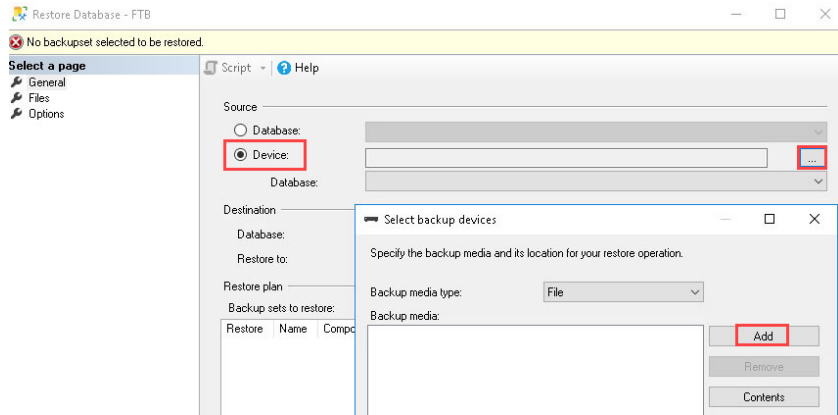 Restore Database - FTB
No backupset selected to be restored.
Select a page
General
Files
Options
Script
Help
Source
Database:
Device:
...
Database:
Destination
Database:
Restore to:
Restore plan
Backup sets to restore:
Restore Name Compo
Select backup devices
Specify the backup media and its location for your restore operation.
Backup media type: File
Backup media:
Add
Remove
Contents